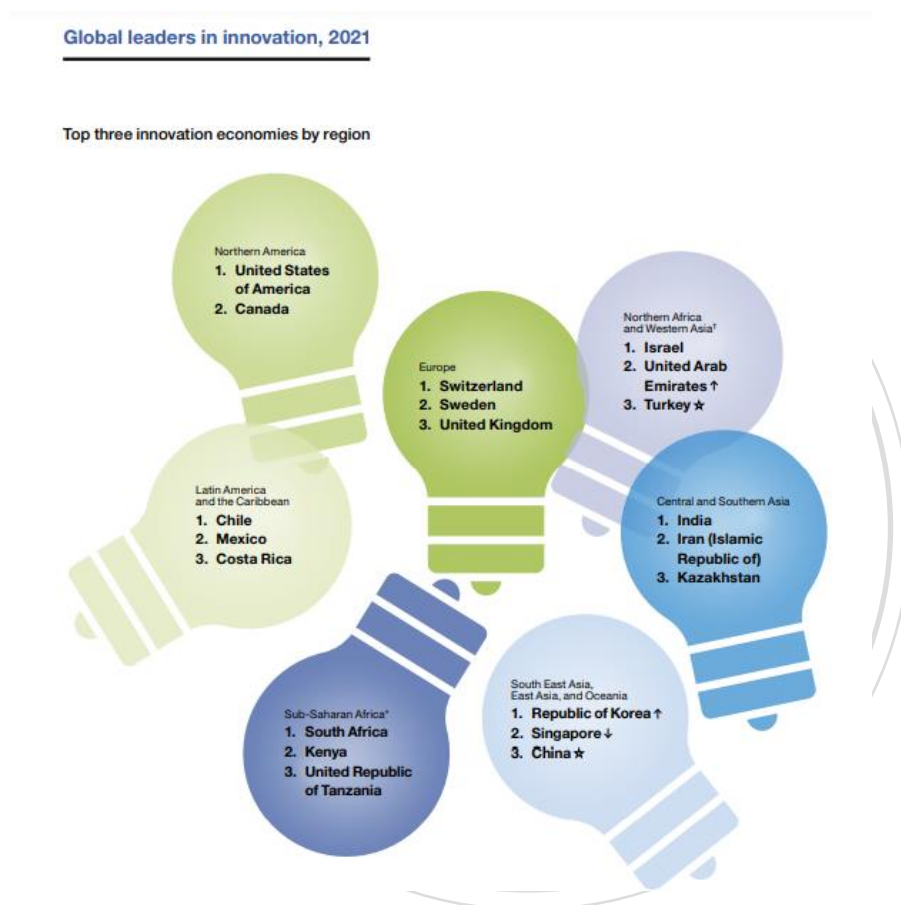 Global leaders in innovation, 2021
Top three innovation economies by region
Northern America
1. United States
of America
2. Canada
Europe
1. Switzerland
2. Sweden
3. United Kingdom
Northern Africa
and Western Asia†
1. Israel
2. United Arab
Emirates ↑
3. Turkey ☆
Latin America
and the Caribbean
1. Chile
2. Mexico
3. Costa Rica
Central and Southern Asia
1. India
2. Iran (Islamic
Republic of)
3. Kazakhstan
Sub-Saharan Africa*
1. South Africa
2. Kenya
3. United Republic
of Tanzania
South East Asia,
East Asia, and Oceania
1. Republic of Korea ↑
2. Singapore ↓
3. China ☆